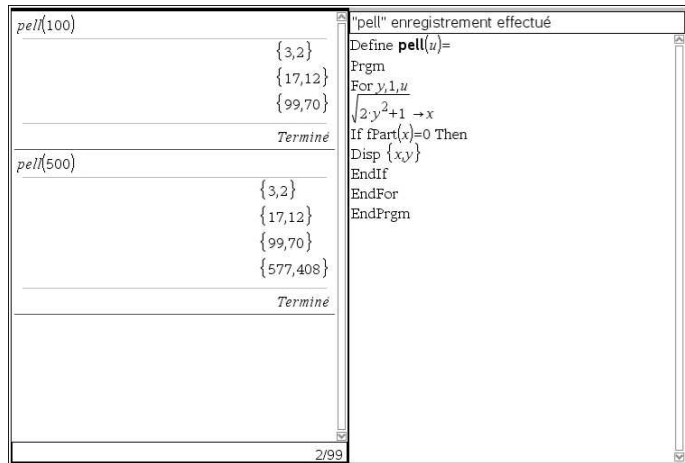 pell(100)
{3,2}
{17,12}
{99,70}
Terminé
pell(500)
{3,2}
{17,12}
{99,70}
{577,408}
Terminé
2/99
"pell" enregistrement effectué
Define pell(u)=
Prgm
For y,1,u
√2·y²+1 →x
If fPart(x)=0 Then
Disp {x,y}
EndIf
EndFor
EndPrgm